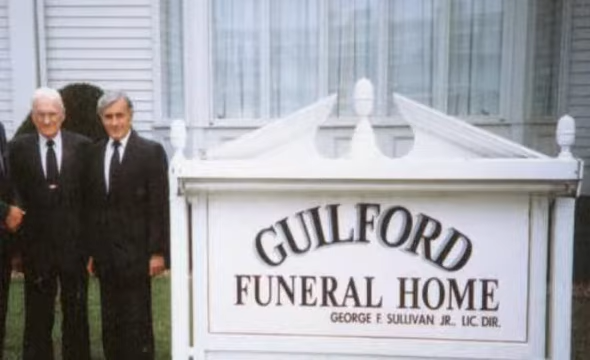 GUILFORD
FUNERAL HOME
GEORGE F. SULLIVAN JR., LIC. DIR.